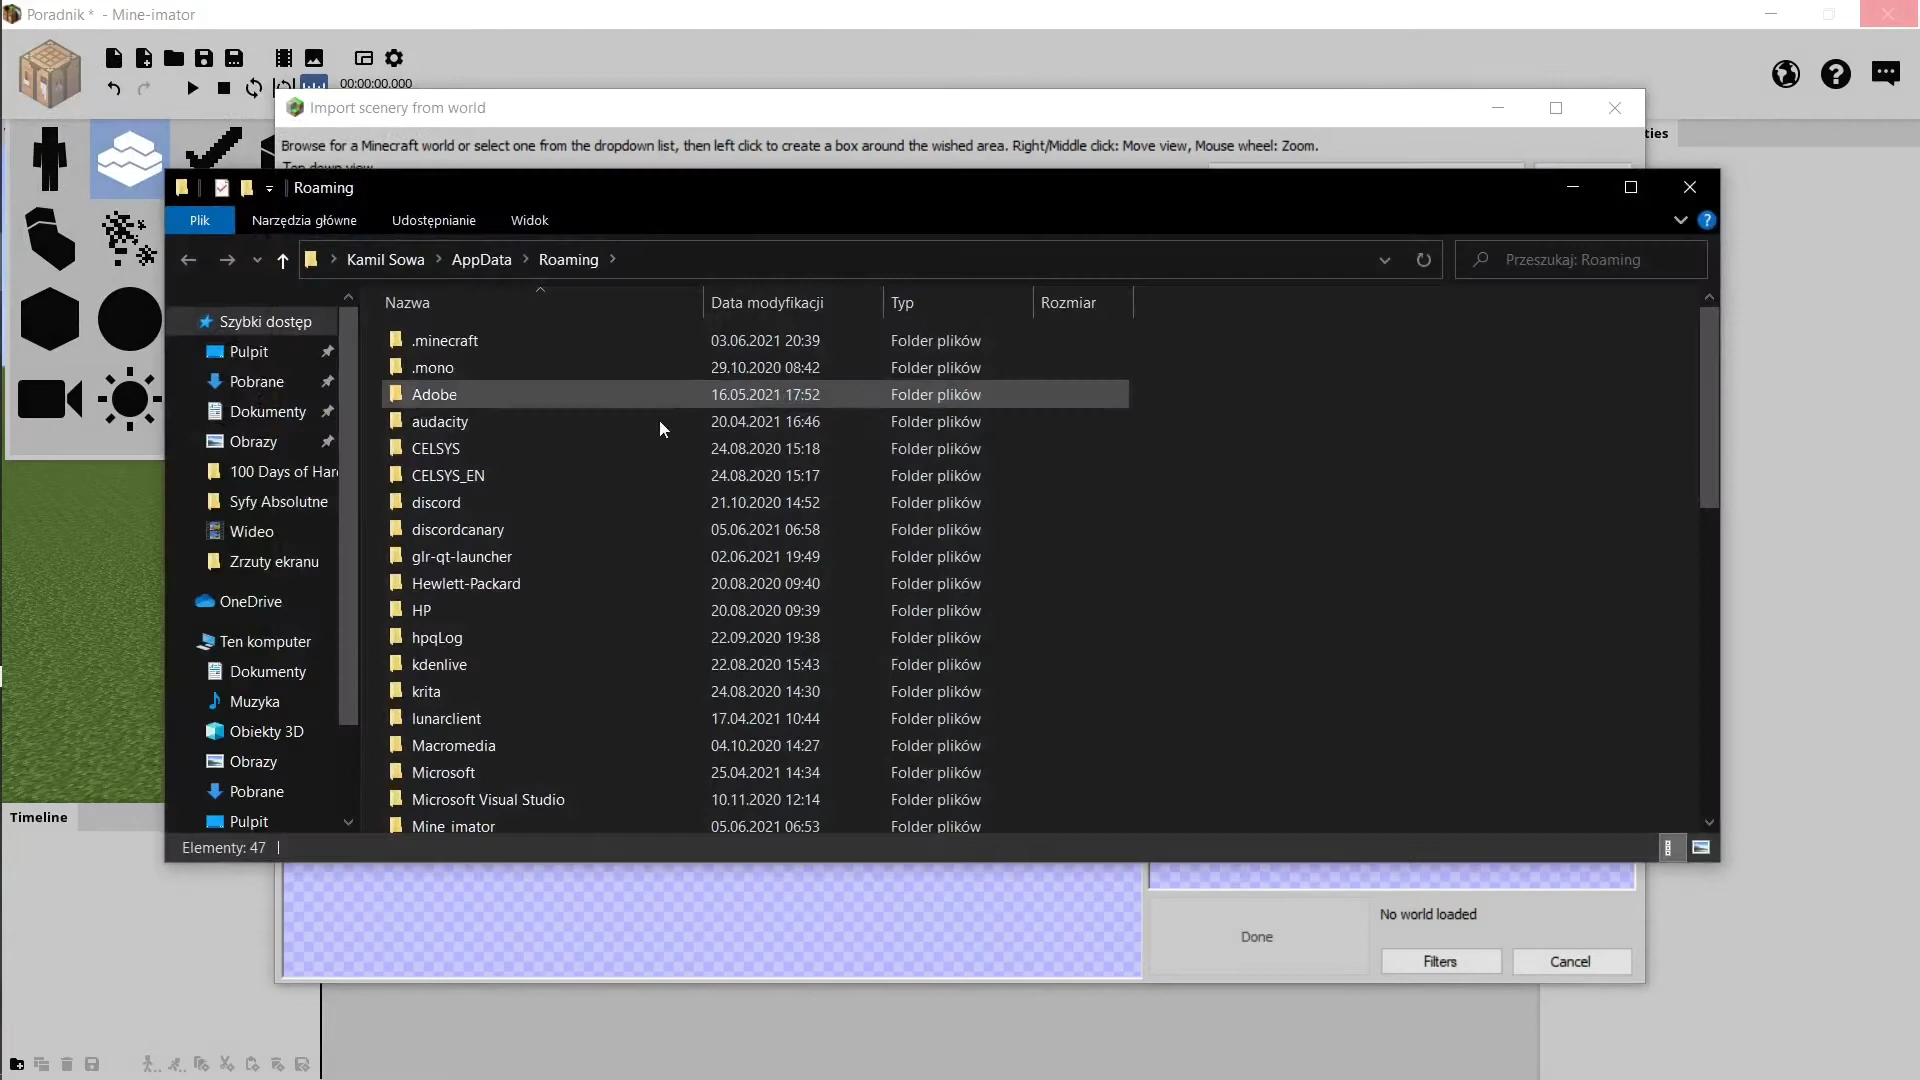 Poradnik * - Mine-imator
00:00:00.000
Import scenery from world
Browse for a Minecraft world or select one from the dropdown list, then left click to create a box around the wished area. Right/Middle click: Move view, Mouse wheel: Zoom.
Top-down view
ties
Roaming
Plik Narzędzia główne Udostępnianie Widok
Kamil Sowa AppData Roaming
Przeszukaj: Roaming
Nazwa Data modyfikacji Typ Rozmiar
Szybki dostęp
Pulpit
Pobrane
Dokumenty
Obrazy
100 Days of Har
Syfy Absolutne
Wideo
Zrzuty ekranu
OneDrive
Ten komputer
Dokumenty
Muzyka
Obiekty 3D
Obrazy
Pobrane
Pulpit
.minecraft 03.06.2021 20:39 Folder plików
.mono 29.10.2020 08:42 Folder plików
Adobe 16.05.2021 17:52 Folder plików
audacity 20.04.2021 16:46 Folder plików
CELSYS 24.08.2020 15:18 Folder plików
CELSYS_EN 24.08.2020 15:17 Folder plików
discord 21.10.2020 14:52 Folder plików
discordcanary 05.06.2021 06:58 Folder plików
glr-qt-launcher 02.06.2021 19:49 Folder plików
Hewlett-Packard 20.08.2020 09:40 Folder plików
HP 20.08.2020 09:39 Folder plików
hpqLog 22.09.2020 19:38 Folder plików
kdenlive 22.08.2020 15:43 Folder plików
krita 24.08.2020 14:30 Folder plików
lunarclient 17.04.2021 10:44 Folder plików
Macromedia 04.10.2020 14:27 Folder plików
Microsoft 25.04.2021 14:34 Folder plików
Microsoft Visual Studio 10.11.2020 12:14 Folder plików
Mine_imator 05.06.2021 06:53 Folder plików
Elementy: 47
Timeline
No world loaded
Done
Filters
Cancel